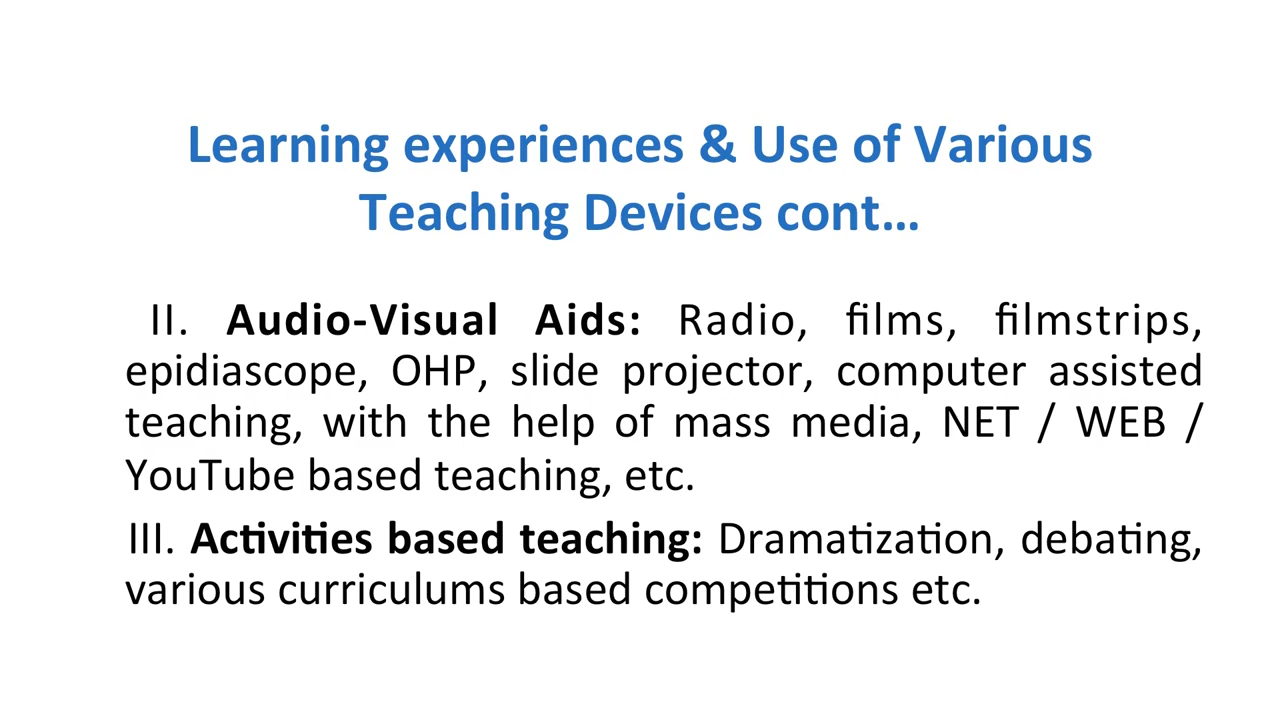 Learning experiences & Use of Various
Teaching Devices cont…
II. Audio-Visual Aids: Radio, films, filmstrips,
epidiascope, OHP, slide projector, computer assisted
teaching, with the help of mass media, NET / WEB /
YouTube based teaching, etc.
III. Activities based teaching: Dramatization, debating,
various curriculums based competitions etc.